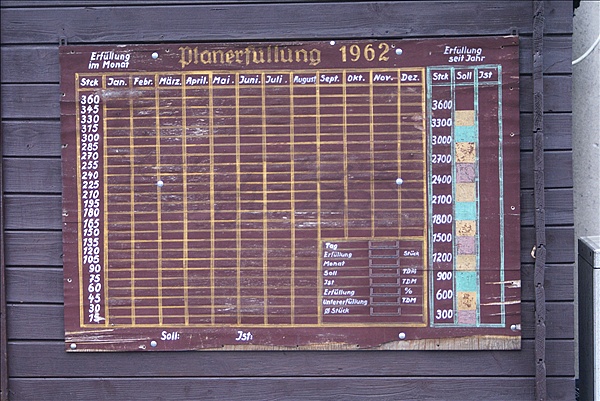 Planerfüllung 1962
Erfüllung
im Monat
Erfüllung
seit Jahr
Stck Jan. Febr. März. April. Mai. Juni. Juli. August Sept. Okt. Nov. Dez. Stck Soll Ist
360
345
330
315
300
285
270
255
240
225
210
195
180
165
150
135
120
105
90
75
60
45
30
15
3600
3300
3000
2700
2400
2100
1800
1500
1200
900
600
300
Tag
Erfüllung Stück
Monat
Soll TDM
Ist TDM
Erfüllung %
Untererfüllung TDM
Ø Stück
Soll: Ist: